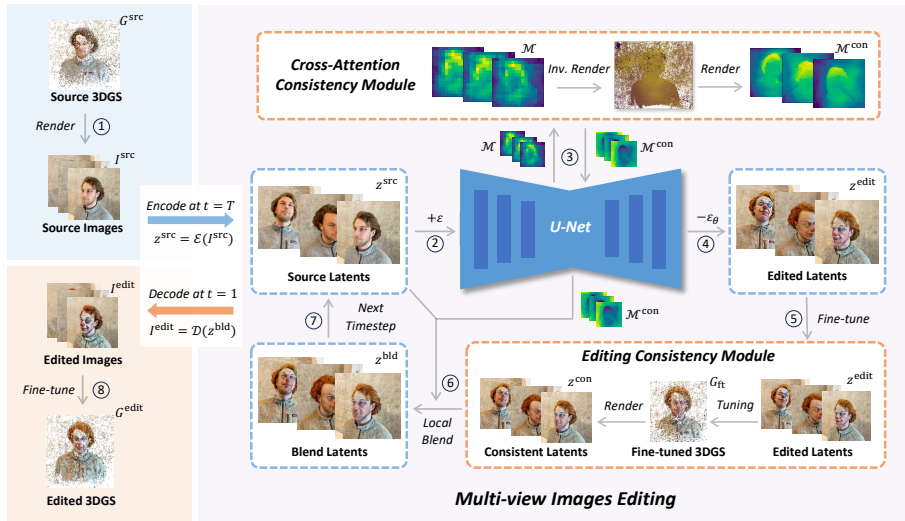 G^src
Source 3DGS
Render ①
I^src
Source Images
Encode at t = T
z^src = ℰ(I^src)
Decode at t = 1
I^edit = 𝒟(z^bld)
I^edit
Edited Images
Fine-tune ⑧
G^edit
Edited 3DGS
Cross-Attention
Consistency Module
ℳ
Inv. Render
Render
ℳ^con
ℳ
③
ℳ^con
z^src
Source Latents
+ε
②
U-Net
−ε_θ
④
z^edit
Edited Latents
⑤ Fine-tune
ℳ^con
⑦ Next
Timestep
z^bld
Blend Latents
⑥
Local
Blend
Editing Consistency Module
z^con
Consistent Latents
Render
G_ft
Fine-tuned 3DGS
Tuning
z^edit
Edited Latents
Multi-view Images Editing